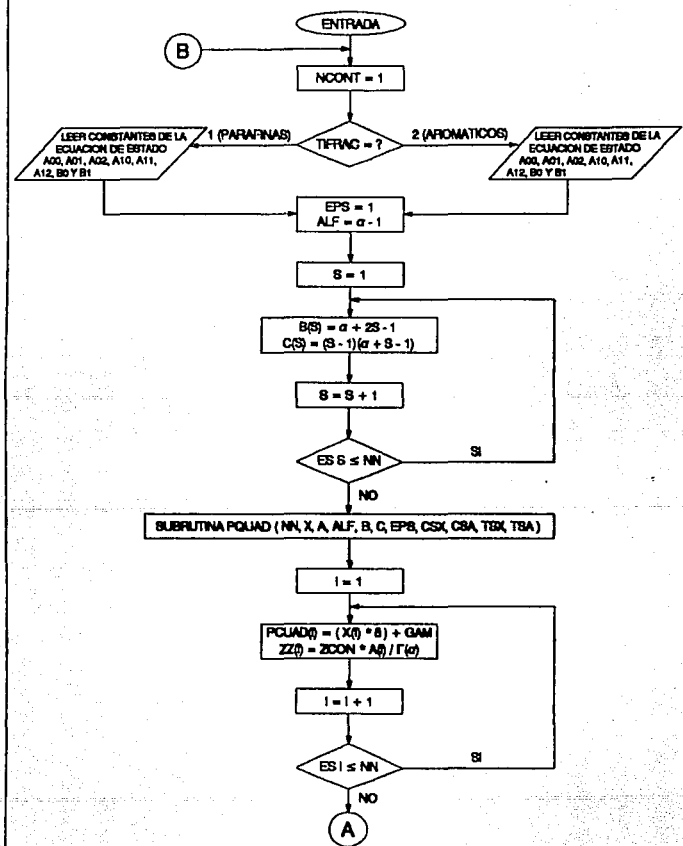 ENTRADA
B
NCONT = 1
1 (PARAFINAS)
TIFRAC = ?
2 (AROMATICOS)
LEER CONSTANTES DE LA
ECUACION DE ESTADO
A00, A01, A02, A10, A11,
A12, B0 Y B1
LEER CONSTANTES DE LA
ECUACION DE ESTADO
A00, A01, A02, A10, A11,
A12, B0 Y B1
EPS = 1
ALF = α - 1
S = 1
B(S) = α + 2S - 1
C(S) = (S - 1)(α + S - 1)
S = S + 1
ES S ≤ NN
SI
NO
SUBRUTINA PQUAD ( NN, X, A, ALF, B, C, EPS, CSX, CSA, TSX, TSA )
I = 1
PCUAD(I) = ( X(I) * ß ) + GAM
ZZ(I) = ZCON * A(I) / Γ(α)
I = I + 1
ES I ≤ NN
SI
NO
A